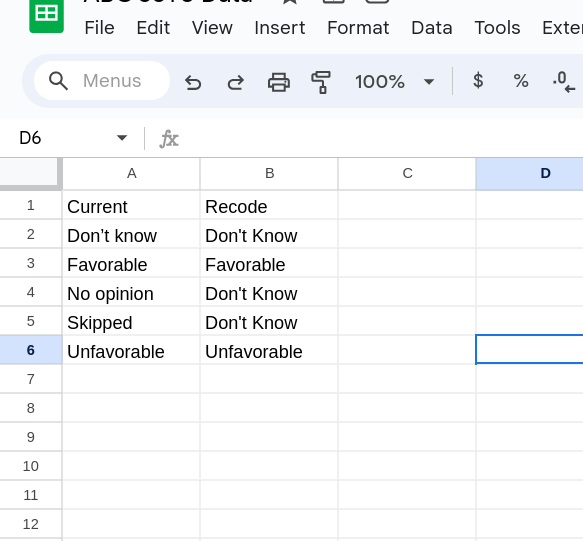 File Edit View Insert Format Data Tools
Menus 100% $ % .0
D6 fx
A B C D
1 Current Recode
2 Don’t know Don't Know
3 Favorable Favorable
4 No opinion Don't Know
5 Skipped Don't Know
6 Unfavorable Unfavorable
7
8
9
10
11
12